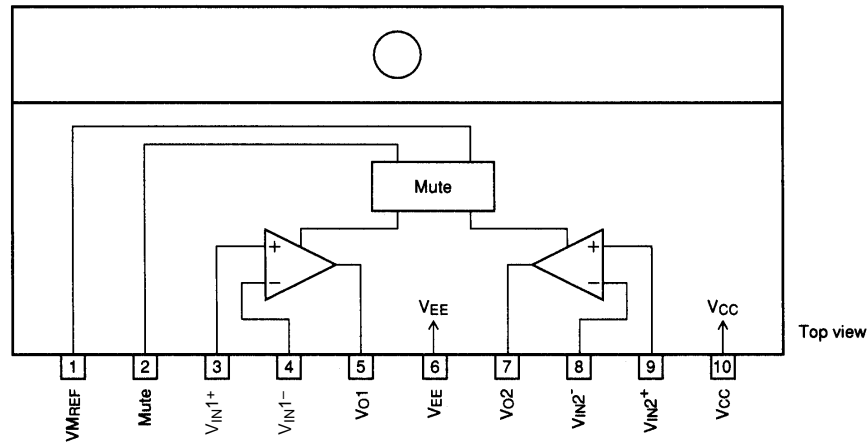 Mute
+
−
+
−
VEE
VCC
Top view
1
2
3
4
5
6
7
8
9
10
VMREF
Mute
VIN1+
VIN1−
VO1
VEE
VO2
VIN2−
VIN2+
VCC